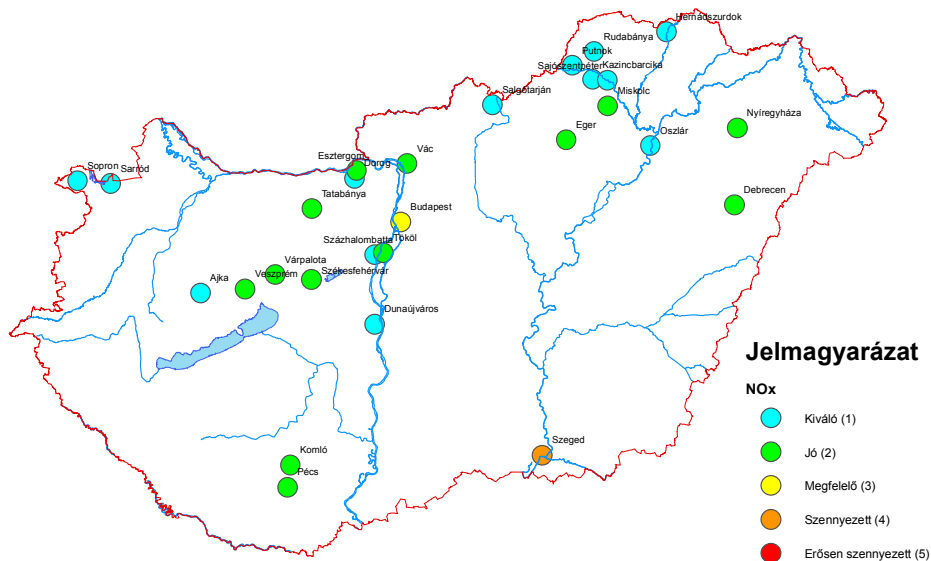 Hernádszurdok
Rudabánya
Putnok
Sajószentpéter
Kazincbarcika
Salgótarján
Miskolc
Nyíregyháza
Eger
Oszlár
Vác
Esztergom
Dorog
Sopron
Sarród
Tatabánya
Debrecen
Budapest
Százhalombatta
Tököl
Várpalota
Ajka
Veszprém
Székesfehérvár
Dunaújváros
Jelmagyarázat
NOx
Kiváló (1)
Szeged
Komló
Jó (2)
Pécs
Megfelelő (3)
Szennyezett (4)
Erősen szennyezett (5)